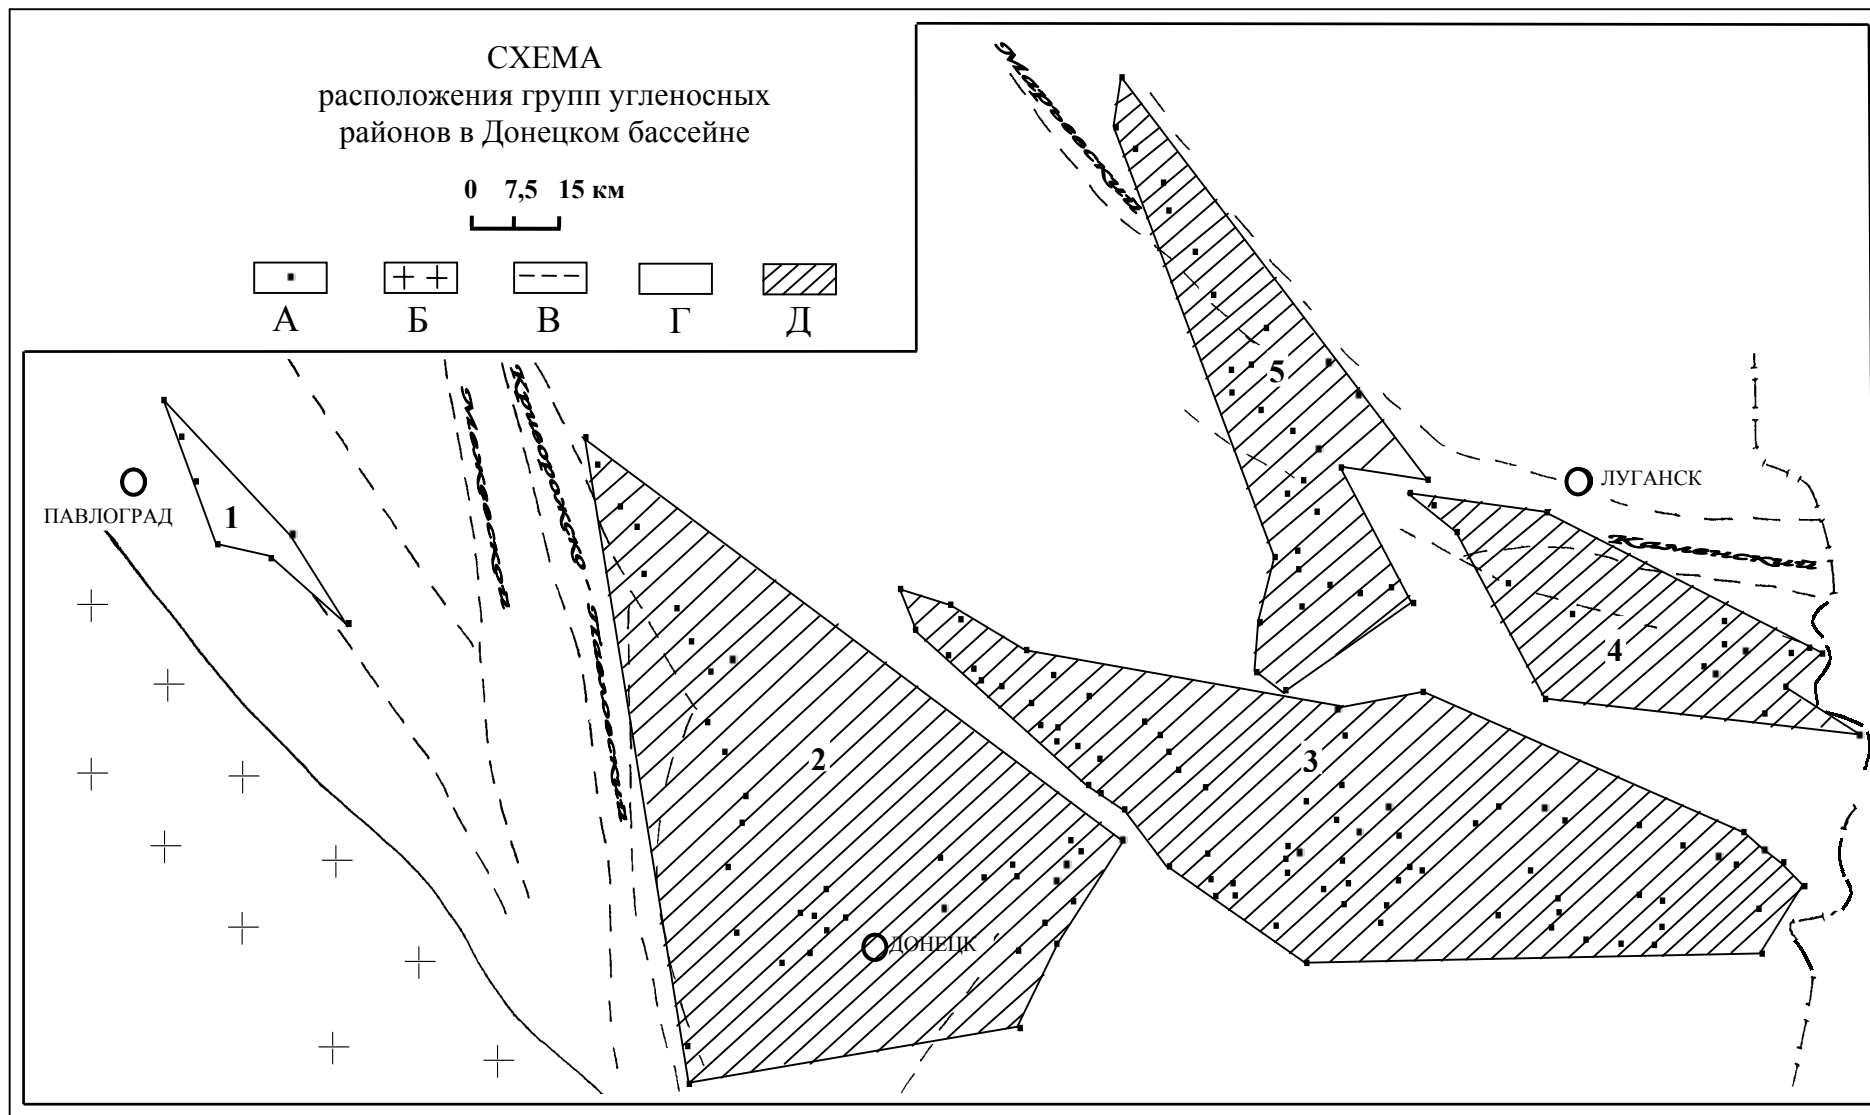 СХЕМА
расположения групп угленосных
районов в Донецком бассейне
0 7,5 15 км
А Б В Г Д
Марьевский
Межевской
Криворожско - Павловский
5
ПАВЛОГРАД
1
ЛУГАНСК
Каменский
4
2
3
ДОНЕЦК